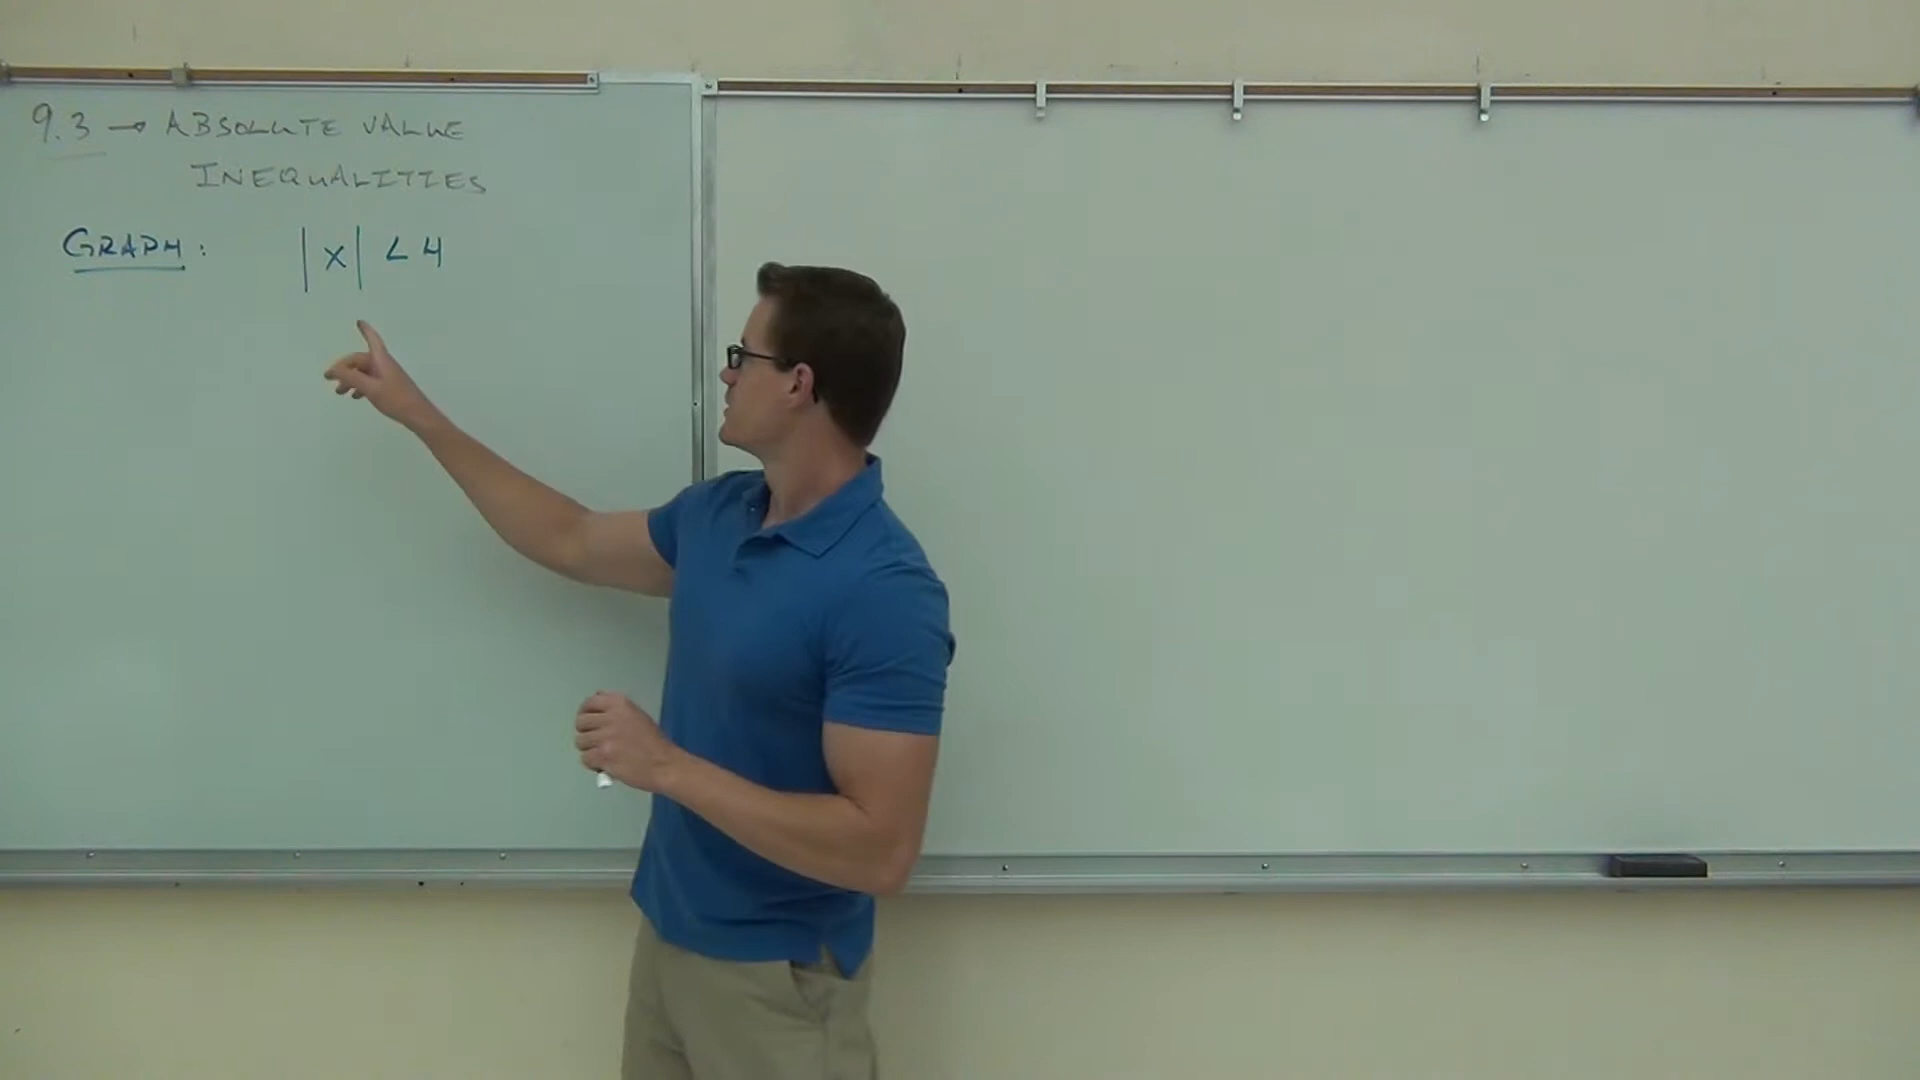 9.3 → ABSOLUTE VALUE
INEQUALITIES
GRAPH: |x| < 4